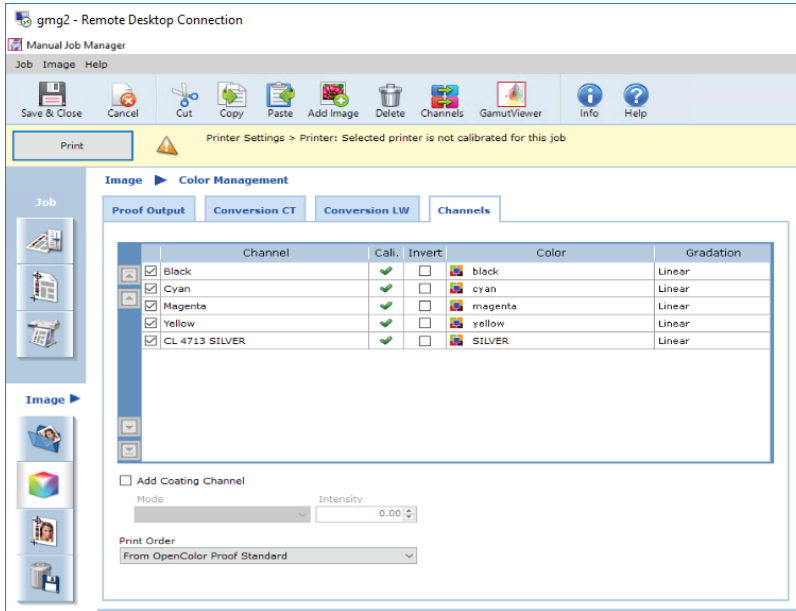 gmg2 - Remote Desktop Connection
Manual Job Manager
Job Image Help
Save & Close Cancel Cut Copy Paste Add Image Delete Channels GamutViewer Info Help
Print
Printer Settings > Printer: Selected printer is not calibrated for this job
Job
Image Color Management
Proof Output Conversion CT Conversion LW Channels
Channel Cali. Invert Color Gradation
Black black Linear
Cyan cyan Linear
Magenta magenta Linear
Yellow yellow Linear
CL 4713 SILVER SILVER Linear
Image
Add Coating Channel
Mode Intensity
0.00
Print Order
From OpenColor Proof Standard